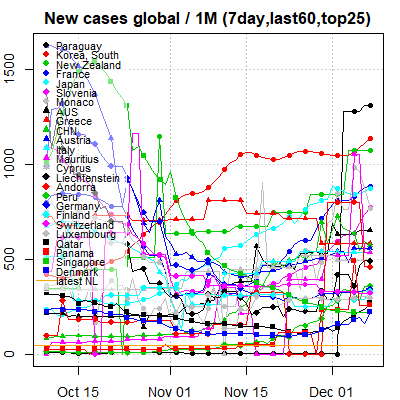 New cases global / 1M (7day,last60,top25)
Paraguay
Korea, South
New Zealand
France
Japan
Slovenia
Monaco
AUS
Greece
CHN
Austria
Italy
Mauritius
Cyprus
Liechtenstein
Andorra
Peru
Germany
Finland
Switzerland
Luxembourg
Qatar
Panama
Singapore
Denmark
latest NL
0
500
1000
1500
Oct 15
Nov 01
Nov 15
Dec 01